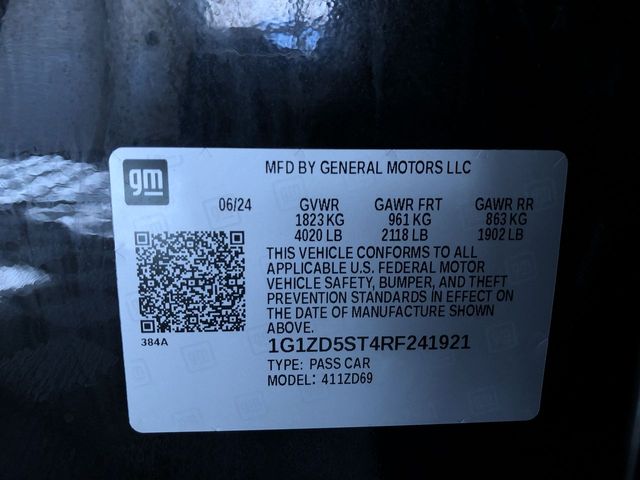 gm
MFD BY GENERAL MOTORS LLC
06/24 GVWR GAWR FRT GAWR RR
1823 KG 961 KG 863 KG
4020 LB 2118 LB 1902 LB
THIS VEHICLE CONFORMS TO ALL
APPLICABLE U.S. FEDERAL MOTOR
VEHICLE SAFETY, BUMPER, AND THEFT
PREVENTION STANDARDS IN EFFECT ON
THE DATE OF MANUFACTURE SHOWN
ABOVE.
384A
1G1ZD5ST4RF241921
TYPE: PASS CAR
MODEL: 411ZD69